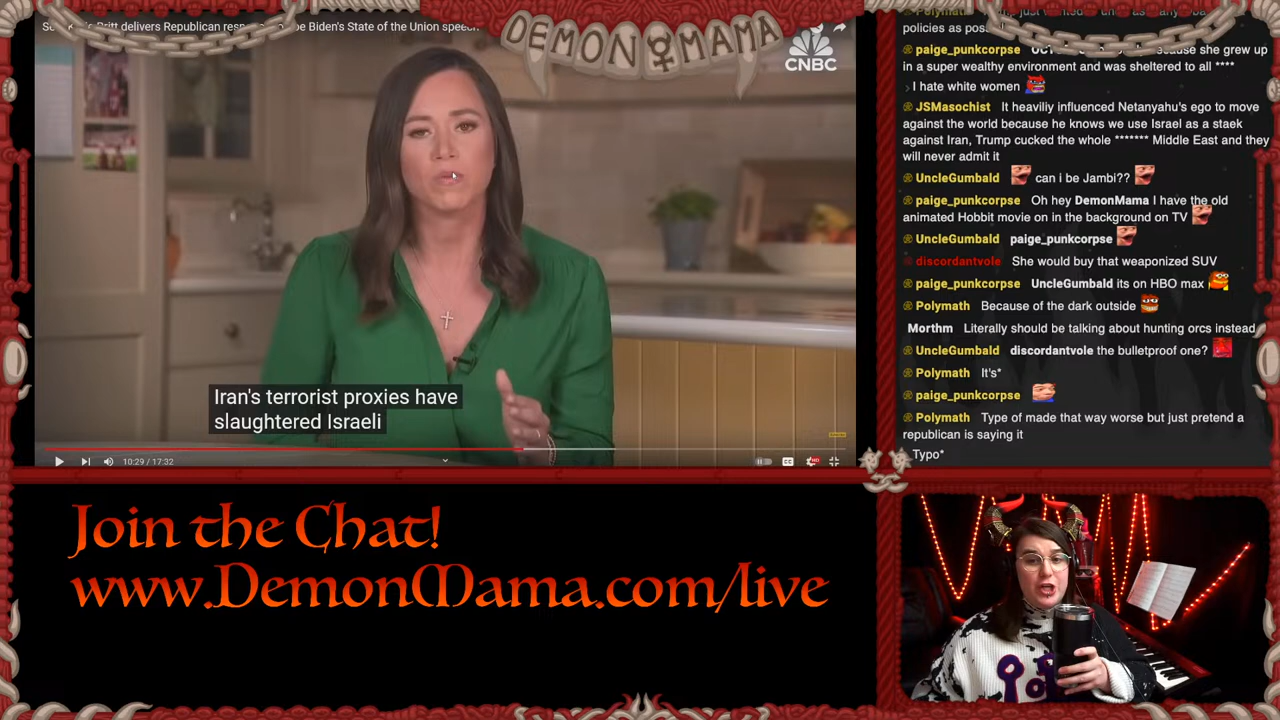 Britt delivers Republican
be Biden's State of the Union speech
DEMON MAMA
CNBC
Iran's terrorist proxies have
slaughtered Israeli
10:29 / 17:32
CC
HD
policies as
paige_punkcorpse because she grew up
in a super wealthy environment and was sheltered to all ****
I hate white women
JSMasochist It heaviliy influenced Netanyahu's ego to move
against the world because he knows we use Israel as a staek
against Iran, Trump cucked the whole ******* Middle East and they
will never admit it
UncleGumbald can i be Jambi??
paige_punkcorpse Oh hey DemonMama I have the old
animated Hobbit movie on in the background on TV
UncleGumbald paige_punkcorpse
discordantvole She would buy that weaponized SUV
paige_punkcorpse UncleGumbald its on HBO max
Polymath Because of the dark outside
Morthm Literally should be talking about hunting orcs instead
UncleGumbald discordantvole the bulletproof one?
Polymath It's*
paige_punkcorpse
Polymath Type of made that way worse but just pretend a
republican is saying it
Typo*
Join the Chat!
www.DemonMama.com/live